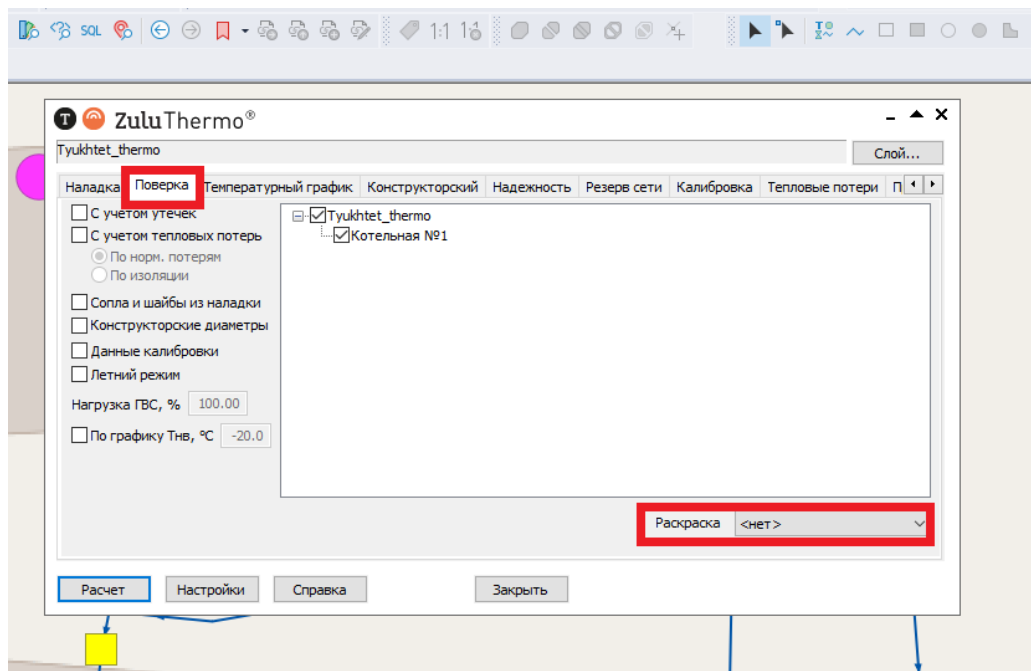 SQL 1:1
T ZuluThermo®
Tyukhtet_thermo Слой...
Наладка Поверка Температурный график Конструкторский Надежность Резерв сети Калибровка Тепловые потери П
С учетом утечек
С учетом тепловых потерь
По норм. потерям
По изоляции
Сопла и шайбы из наладки
Конструкторские диаметры
Данные калибровки
Летний режим
Нагрузка ГВС, % 100.00
По графику Тнв, °C -20.0
Tyukhtet_thermo
Котельная №1
Раскраска <нет>
Расчет Настройки Справка Закрыть